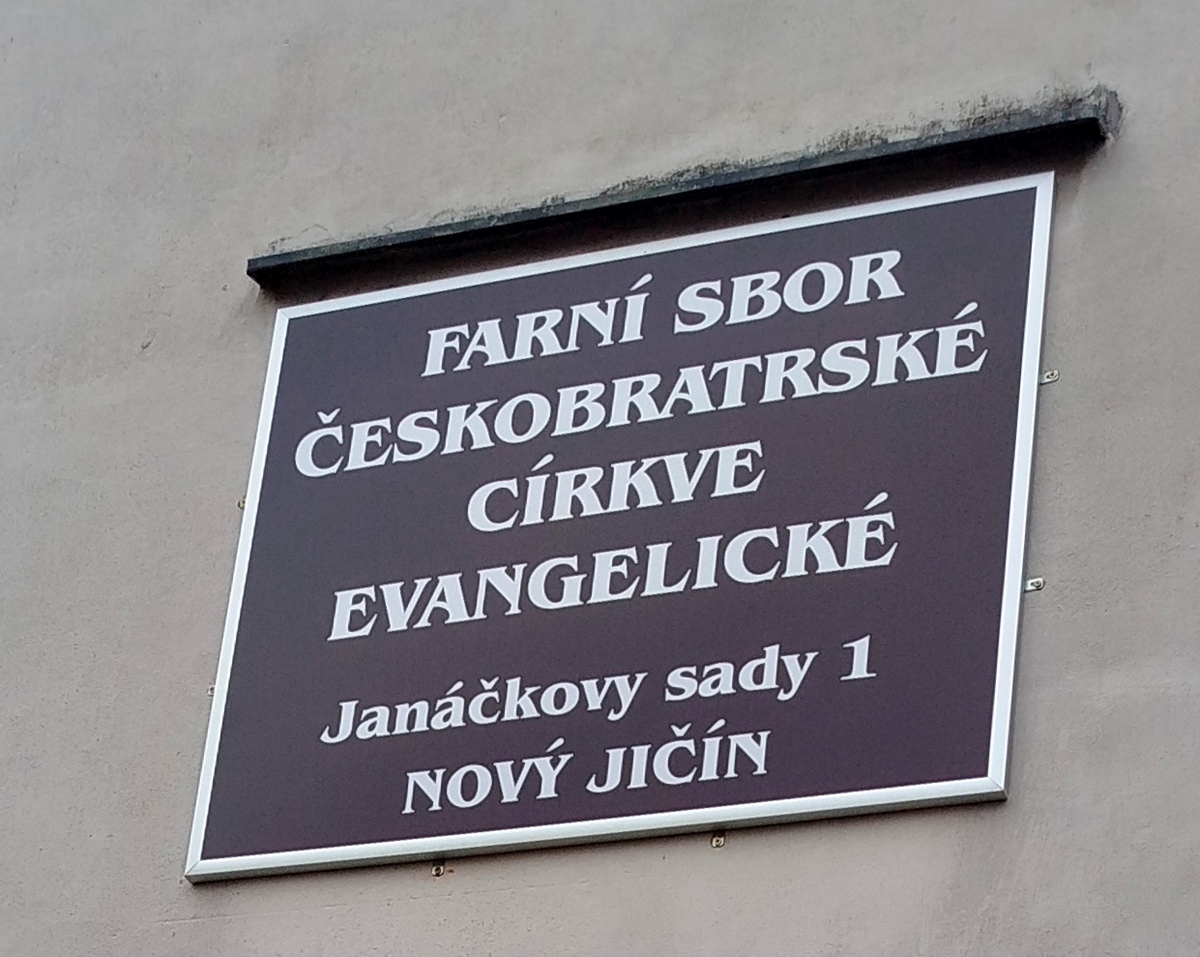 FARNÍ SBOR
ČESKOBRATRSKÉ
CÍRKVE
EVANGELICKÉ
Janáčkovy sady 1
NOVÝ JIČÍN